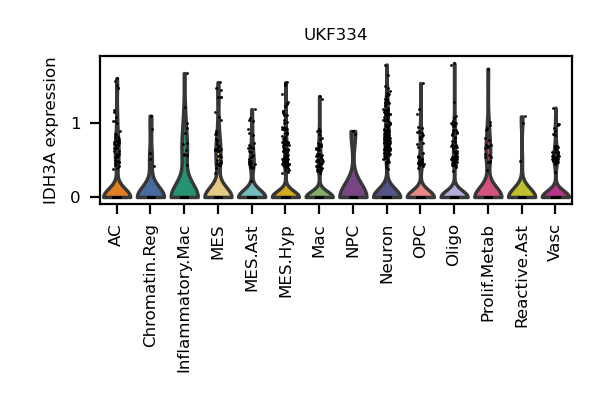 UKF334
IDH3A expression
1
0
AC
Chromatin.Reg
Inflammatory.Mac
MES
MES.Ast
MES.Hyp
Mac
NPC
Neuron
OPC
Oligo
Prolif.Metab
Reactive.Ast
Vasc